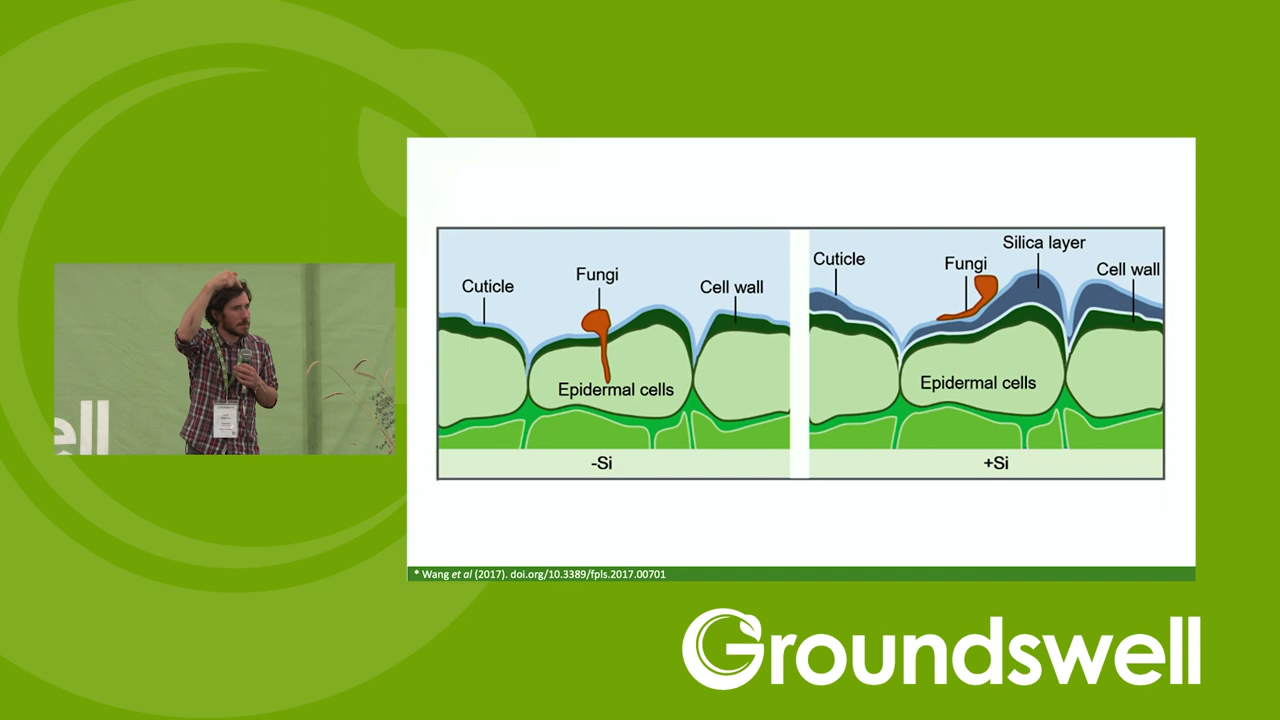 Silica layer
Cuticle
Fungi
Cell wall
Epidermal cells
-Si
Cuticle
Fungi
Cell wall
Epidermal cells
+Si
* Wang et al (2017). doi.org/10.3389/fpls.2017.00701
ell
Groundswell